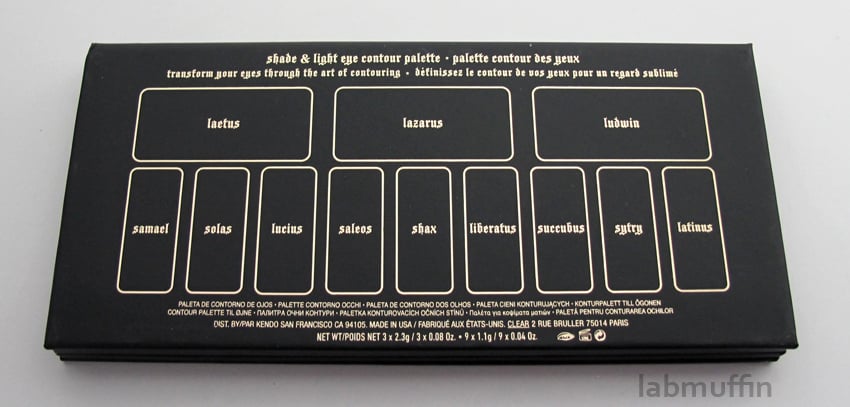 shade & light eye contour palette · palette contour des yeux
transform your eyes through the art of contouring · définissez le contour de vos yeux pour un regard sublimé
laetus lazarus ludwin
samael solas lucius saleos shax liberatus succubus sytry latinus
PALETA DE CONTORNO DE OJOS · PALETTE CONTORNO OCCHI · PALETA DE CONTORNO DOS OLHOS · PALETA CIENI KONTURUJĄCYCH · KONTURPALETT TILL ÖGONEN
CONTOUR PALETTE TIL ØJNE · ПАЛИТРА ОЧНИ КОНТУРИ · PALETKA KONTUROVACÍCH OČNÍCH STÍNŮ · Παλέτα για κοψίματα ματιών · PALETĂ PENTRU CONTURAREA OCHILOR
DIST. BY/PAR KENDO SAN FRANCISCO CA 94105. MADE IN USA / FABRIQUÉ AUX ÉTATS-UNIS. CLEAR 2 RUE BRULLER 75014 PARIS
NET WT/POIDS NET 3 x 2.3g / 3 x 0.08 Oz. · 9 x 1.1g / 9 x 0.04 Oz.
labmuffin